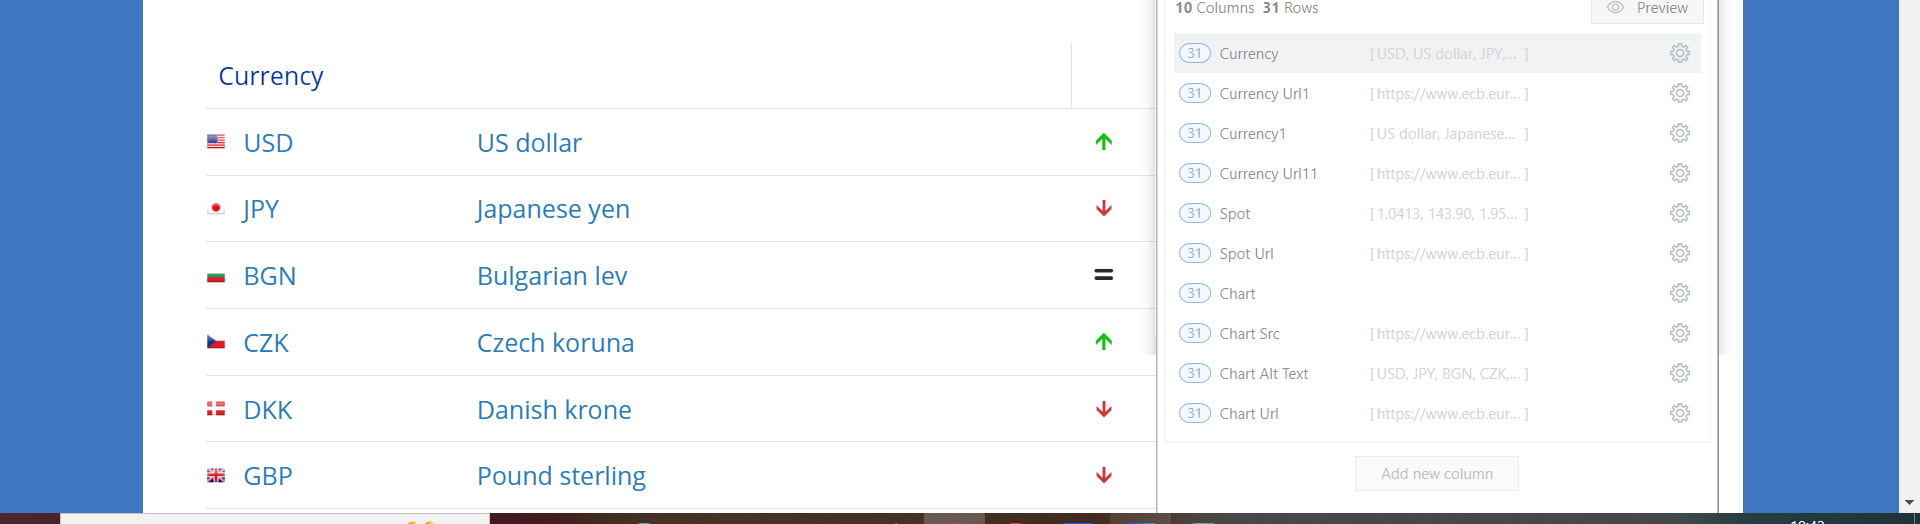 Currency
USD US dollar
JPY Japanese yen
BGN Bulgarian lev
CZK Czech koruna
DKK Danish krone
GBP Pound sterling
10 Columns 31 Rows
Preview
31 Currency [ USD, US dollar, JPY,... ]
31 Currency Url1 [ https://www.ecb.eur... ]
31 Currency1 [ US dollar, Japanese... ]
31 Currency Url11 [ https://www.ecb.eur... ]
31 Spot [ 1.0413, 143.90, 1.95... ]
31 Spot Url [ https://www.ecb.eur... ]
31 Chart
31 Chart Src [ https://www.ecb.eur... ]
31 Chart Alt Text [ USD, JPY, BGN, CZK,... ]
31 Chart Url [ https://www.ecb.eur... ]
Add new column